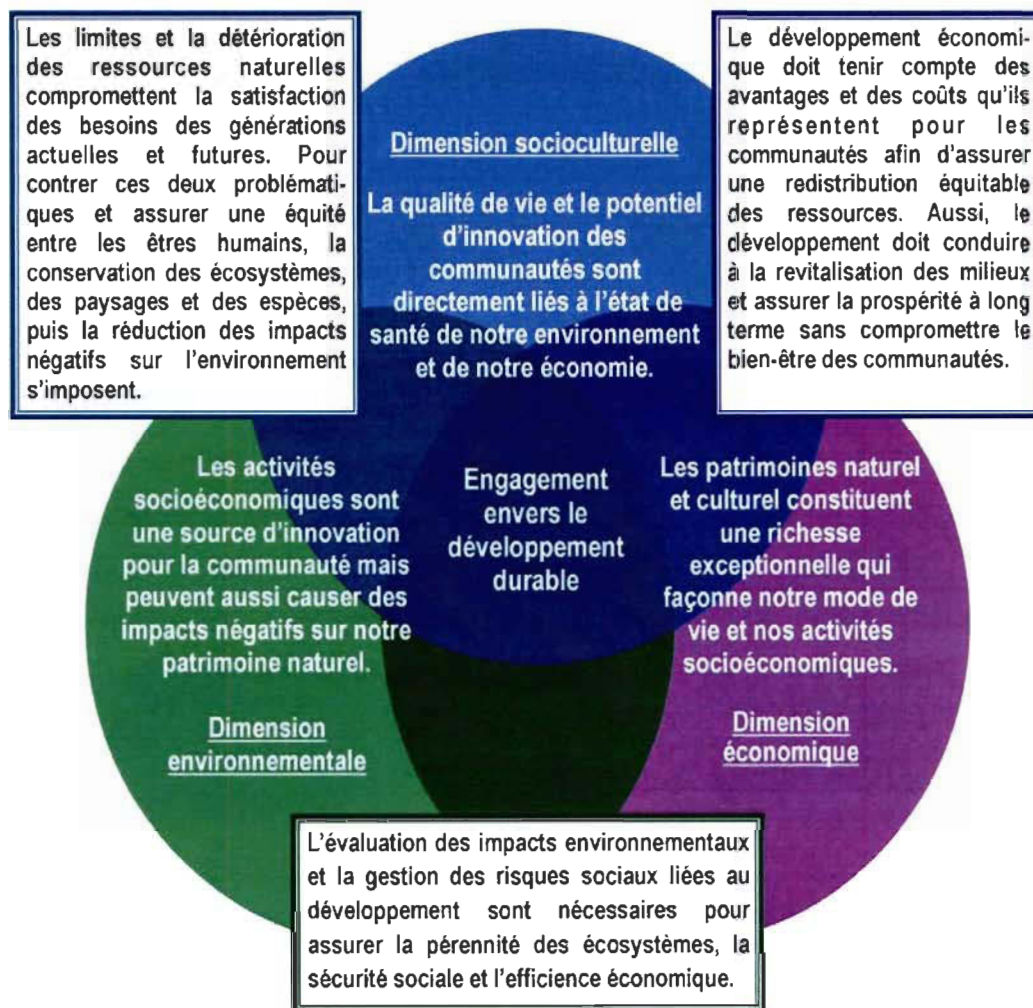 Les limites et la détérioration
des ressources naturelles
compromettent la satisfaction
des besoins des générations
actuelles et futures. Pour
contrer ces deux problémati-
ques et assurer une équité
entre les êtres humains, la
conservation des écosystèmes,
des paysages et des espèces,
puis la réduction des impacts
négatifs sur l'environnement
s'imposent.
Dimension socioculturelle
La qualité de vie et le potentiel
d'innovation des
communautés sont
directement liés à l'état de
santé de notre environnement
et de notre économie.
Le développement économi-
que doit tenir compte des
avantages et des coûts qu'ils
représentent pour les
communautés afin d'assurer
une redistribution équitable
des ressources. Aussi, le
développement doit conduire
à la revitalisation des milieux
et assurer la prospérité à long
terme sans compromettre le
bien-être des communautés.
Les activités
socioéconomiques sont
une source d'innovation
pour la communauté mais
peuvent aussi causer des
impacts négatifs sur notre
patrimoine naturel.
Dimension
environnementale
Engagement
envers le
développement
durable
Les patrimoines naturel
et culturel constituent
une richesse
exceptionnelle qui
façonne notre mode de
vie et nos activités
socioéconomiques.
Dimension
économique
L'évaluation des impacts environnementaux
et la gestion des risques sociaux liées au
développement sont nécessaires pour
assurer la pérennité des écosystèmes, la
sécurité sociale et l'efficience économique.